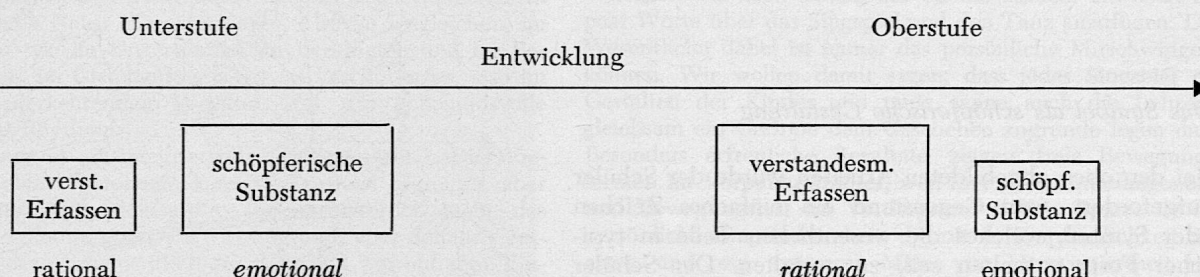 Unterstufe
Oberstufe
Entwicklung
verst.
Erfassen
schöpferische
Substanz
verstandesm.
Erfassen
schöpf.
Substanz
rational
emotional
rational
emotional